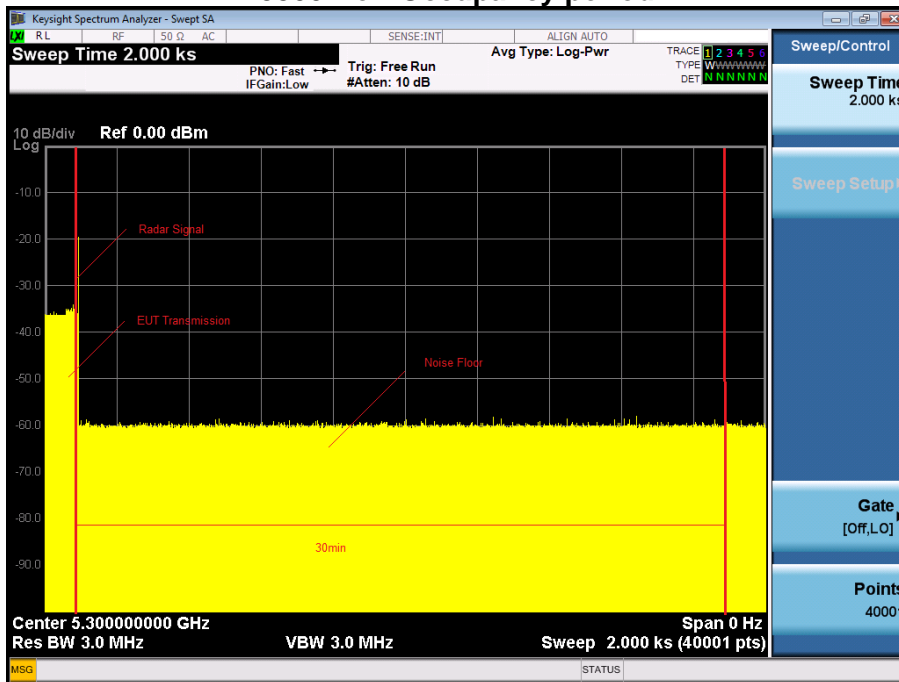 Keysight Spectrum Analyzer - Swept SA
LXI RL RF 50 Ω AC SENSE:INT ALIGN AUTO
Sweep Time 2.000 ks
PNO: Fast
IFGain:Low
Trig: Free Run
#Atten: 10 dB
Avg Type: Log-Pwr
TRACE 1 2 3 4 5 6
TYPE WWWWWW
DET N N N N N N
Sweep/Control
Sweep Time
2.000 ks
Sweep Setup
Gate
[Off,LO]
Points
40001
10 dB/div Ref 0.00 dBm
Log
-10.0
-20.0
-30.0
-40.0
-50.0
-60.0
-70.0
-80.0
-90.0
Radar Signal
EUT Transmission
Noise Floor
30min
Center 5.300000000 GHz Span 0 Hz
Res BW 3.0 MHz VBW 3.0 MHz Sweep 2.000 ks (40001 pts)
MSG STATUS